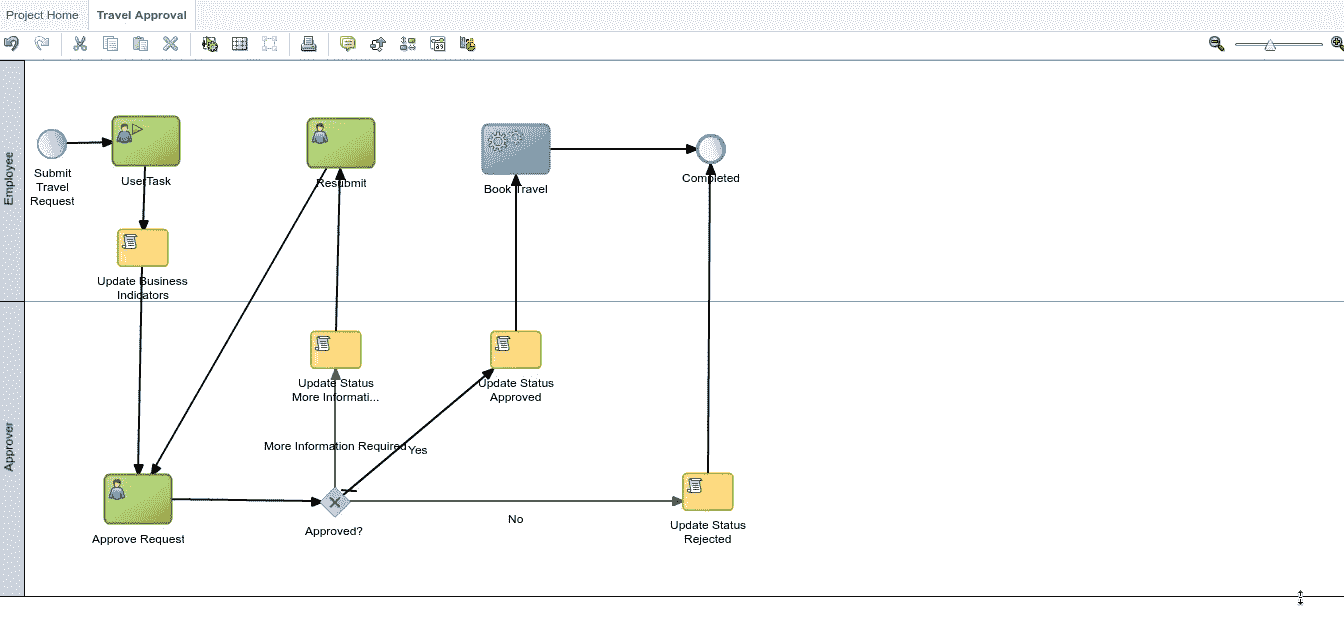 Project Home
Travel Approval
Employee
Submit
Travel
Request
UserTask
Resubmit
Book Travel
Completed
Update Business
Indicators
Approver
Update Status
More Informati...
Update Status
Approved
More Information Required
Yes
Approve Request
Approved?
No
Update Status
Rejected